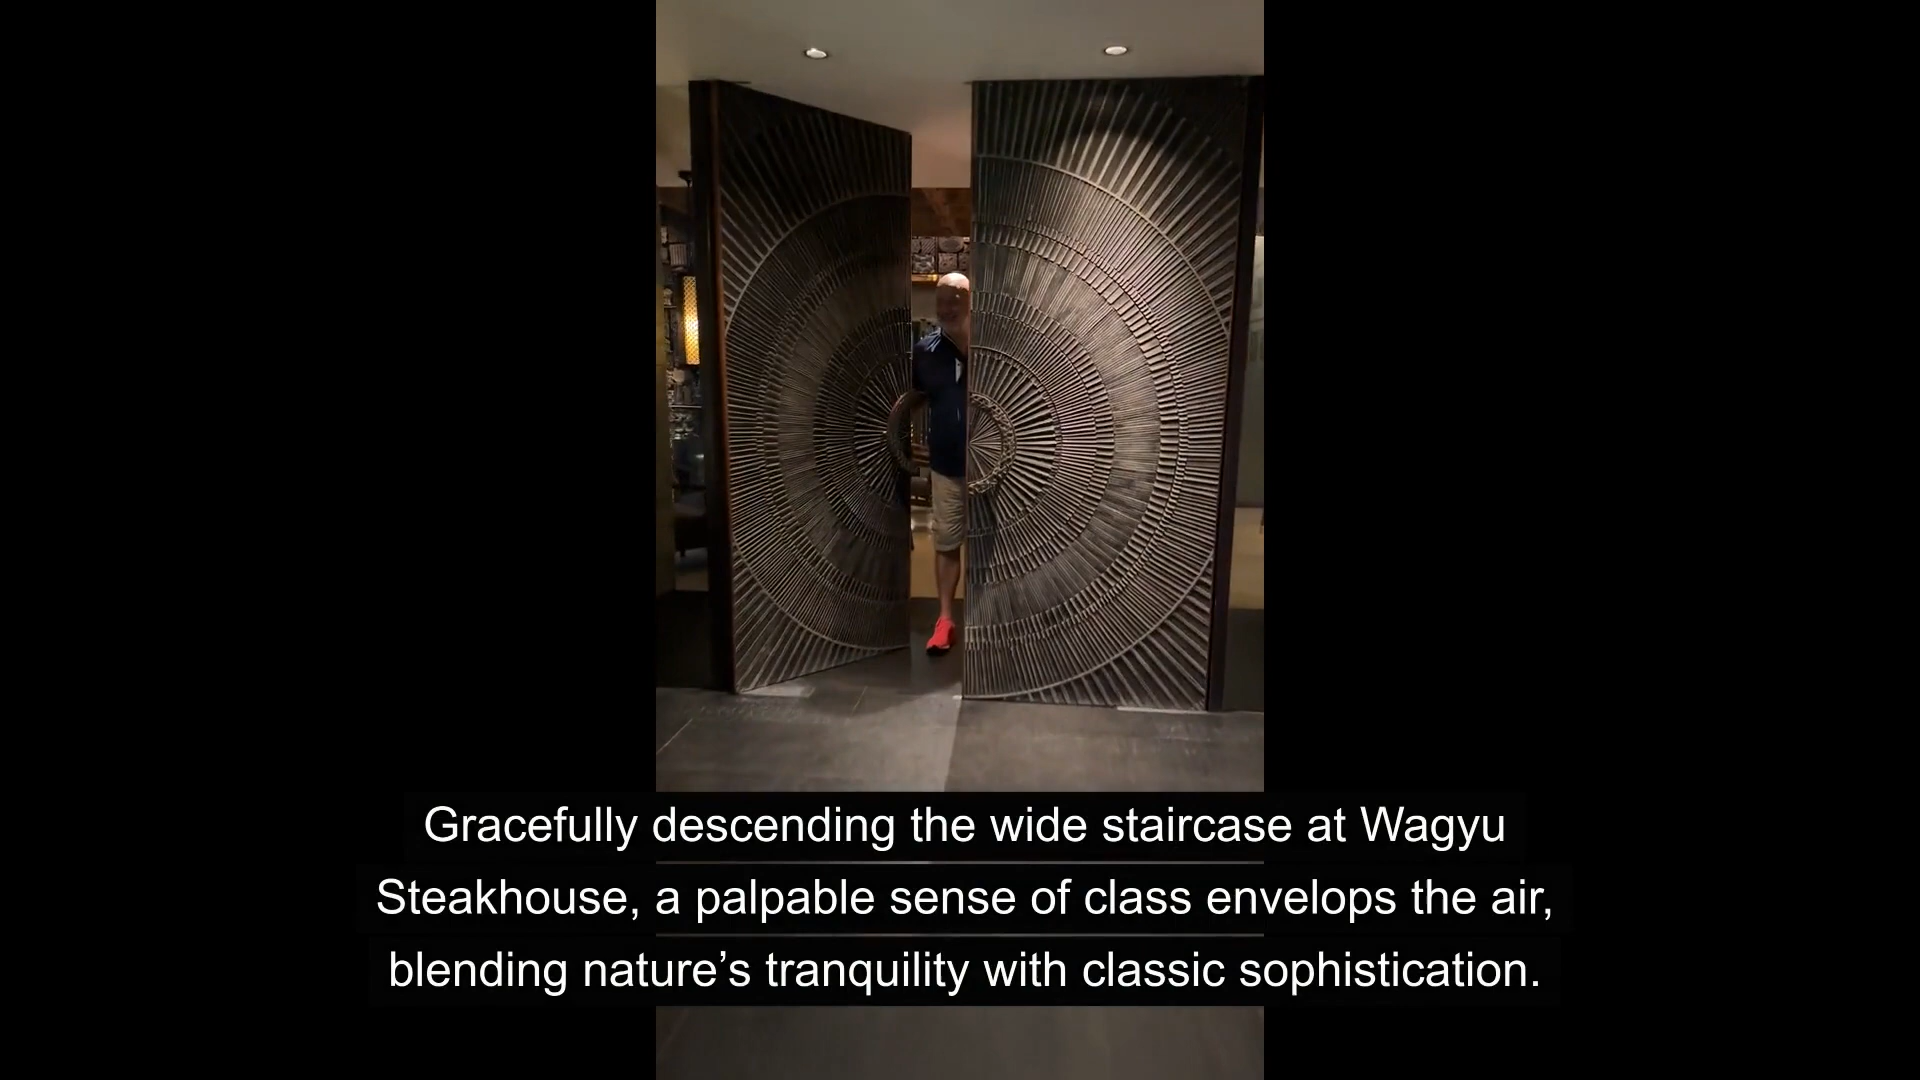 Gracefully descending the wide staircase at Wagyu
Steakhouse, a palpable sense of class envelops the air,
blending nature’s tranquility with classic sophistication.